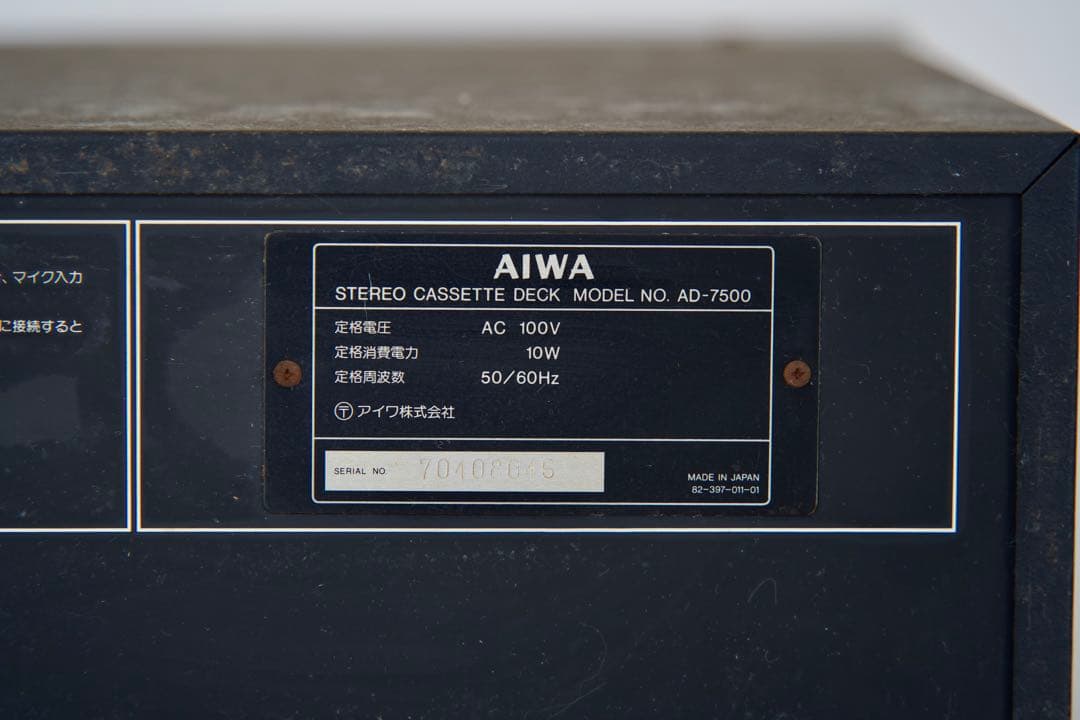 、マイク入力
に接続すると
AIWA
STEREO CASSETTE DECK MODEL NO. AD-7500
定格電圧 AC 100V
定格消費電力 10W
定格周波数 50/60Hz
〒アイワ株式会社
SERIAL NO.
MADE IN JAPAN
82-397-011-01